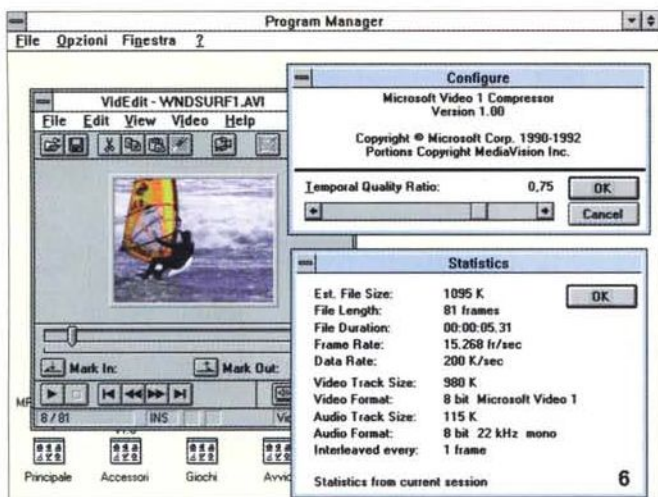 Program Manager
File Opzioni Finestra ?
VidEdit - WNDSURF1.AVI
File Edit View Video Help
Mark In: Mark Out:
8 / 81 INS
Principale Accessori Giochi
Configure
Microsoft Video 1 Compressor
Version 1.00
Copyright © Microsoft Corp. 1990-1992
Portions Copyright MediaVision Inc.
Temporal Quality Ratio: 0,75 OK
Cancel
Statistics
Est. File Size: 1095 K OK
File Length: 81 frames
File Duration: 00:00:05.31
Frame Rate: 15.268 fr/sec
Data Rate: 200 K/sec
Video Track Size: 980 K
Video Format: 8 bit Microsoft Video 1
Audio Track Size: 115 K
Audio Format: 8 bit 22 kHz mono
Interleaved every: 1 frame
Statistics from current session 6